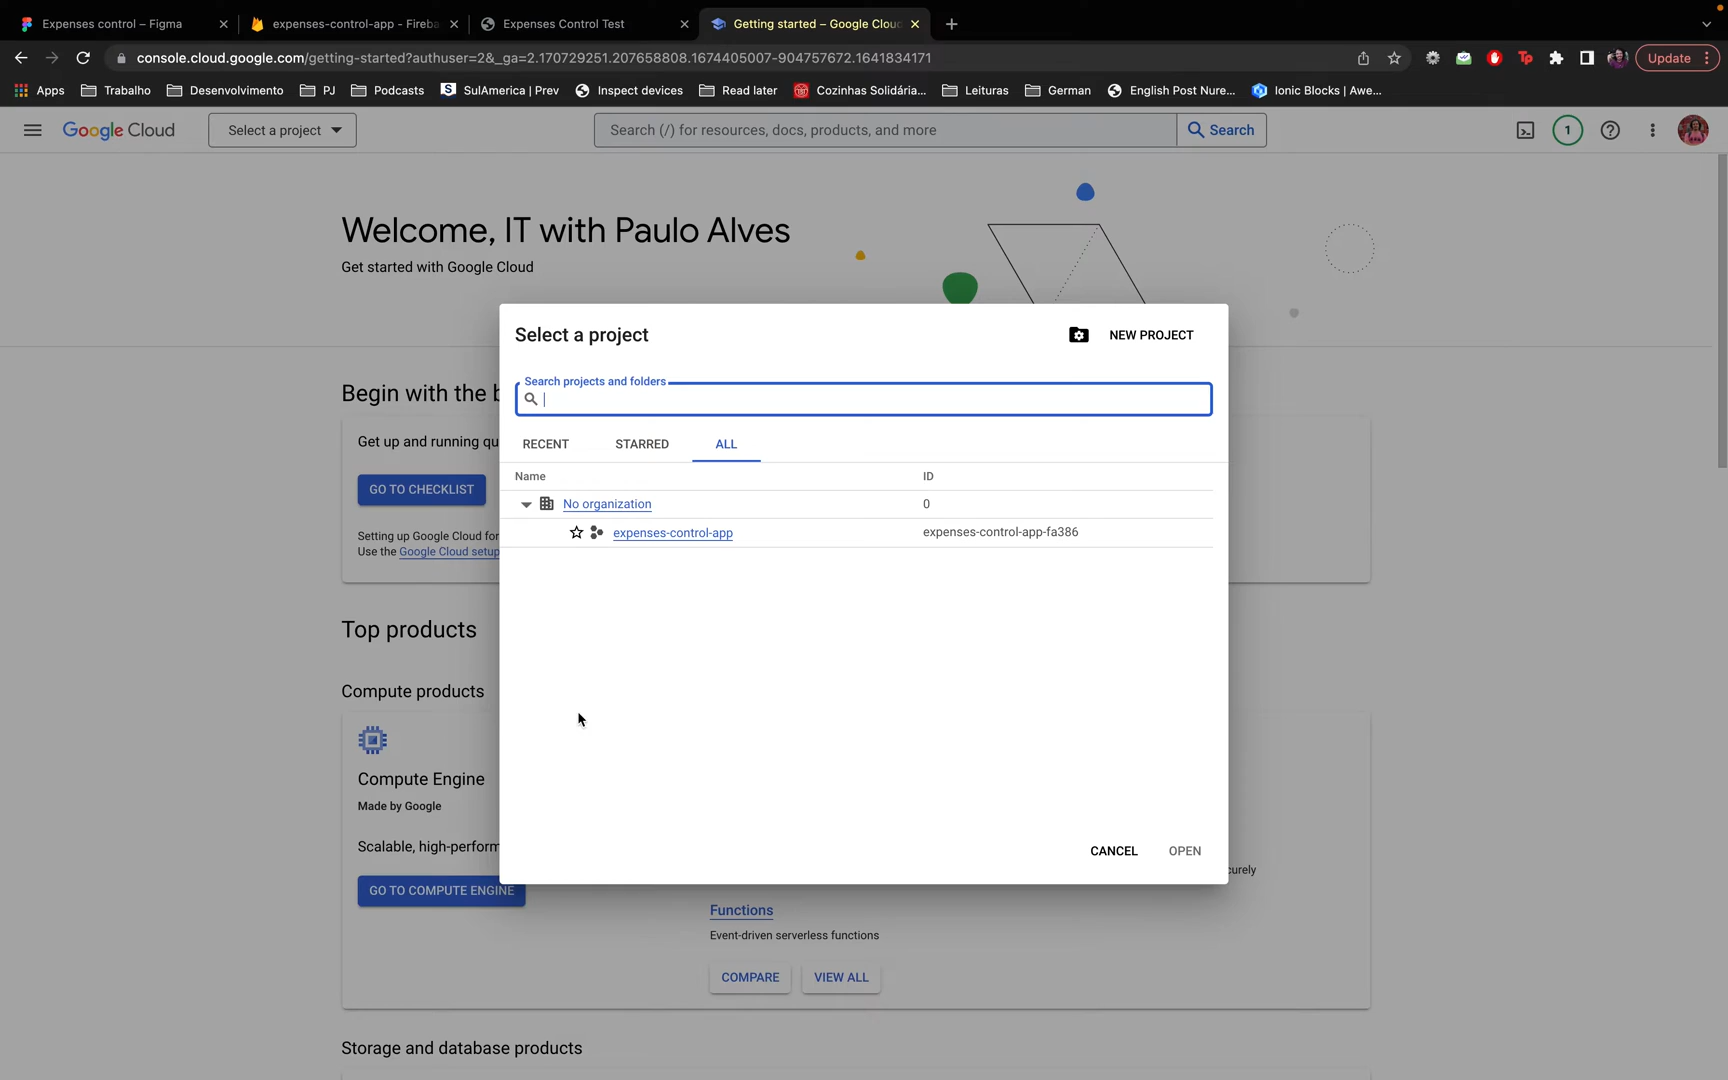 Expenses control – Figma
expenses-control-app - Fireba
Expenses Control Test
Getting started – Google Clou
console.cloud.google.com/getting-started?authuser=2&_ga=2.170729251.207658808.1674405007-904757672.1641834171
Update
Apps
Trabalho
Desenvolvimento
PJ
Podcasts
SulAmerica | Prev
Inspect devices
Read later
Cozinhas Solidária...
Leituras
German
English Post Nure...
Ionic Blocks | Awe...
Google Cloud
Select a project
Search (/) for resources, docs, products, and more
Search
1
Welcome, IT with Paulo Alves
Get started with Google Cloud
Select a project
NEW PROJECT
Search projects and folders
RECENT
STARRED
ALL
Name
ID
No organization
0
expenses-control-app
expenses-control-app-fa386
CANCEL
OPEN
Begin with the b
Get up and running qu
GO TO CHECKLIST
Setting up Google Cloud for
Use the Google Cloud setup
Top products
Compute products
Compute Engine
Made by Google
Scalable, high-perform
GO TO COMPUTE ENGINE
curely
Functions
Event-driven serverless functions
COMPARE
VIEW ALL
Storage and database products